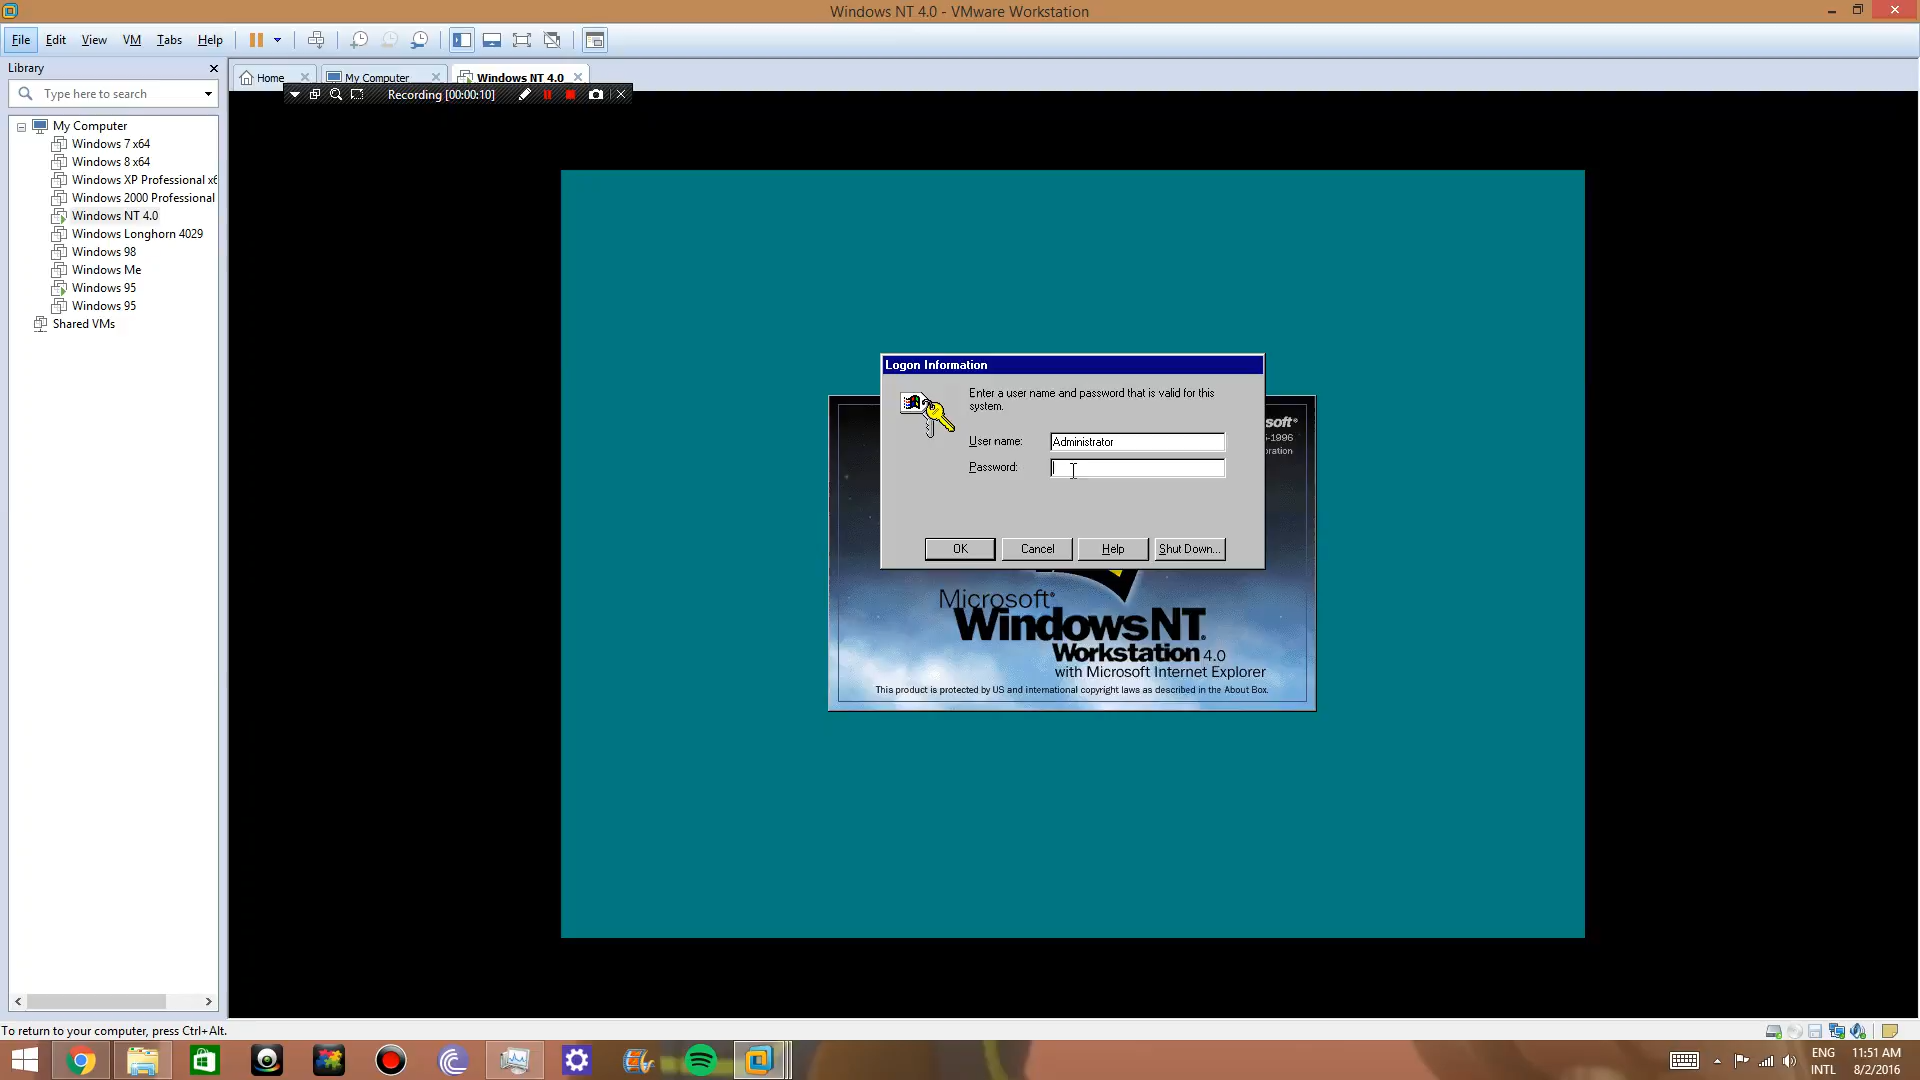 Windows NT 4.0 - VMware Workstation
File Edit View VM Tabs Help
Library
Type here to search
Home
My Computer
Windows NT 4.0
Recording [00:00:10]
My Computer
Windows 7 x64
Windows 8 x64
Windows XP Professional x6
Windows 2000 Professional
Windows NT 4.0
Windows Longhorn 4029
Windows 98
Windows Me
Windows 95
Windows 95
Shared VMs
Logon Information
Enter a user name and password that is valid for this
system.
User name: Administrator
Password:
OK Cancel Help Shut Down...
soft®
-1996
oration
Microsoft®
Windows NT®
Workstation 4.0
with Microsoft Internet Explorer
This product is protected by US and international copyright laws as described in the About Box.
To return to your computer, press Ctrl+Alt.
ENG
INTL
11:51 AM
8/2/2016